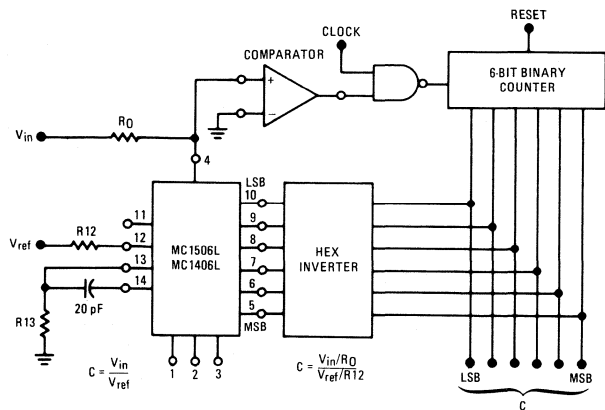 RESET
CLOCK
COMPARATOR
6-BIT BINARY
COUNTER
+
−
Vin
RO
4
LSB
10
11
9
Vref
R12
12
MC1506L
MC1406L
8
HEX
INVERTER
13
7
14
6
20 pF
5
MSB
R13
1
2
3
C = Vin/Vref
C = Vin/RO
Vref/R12
LSB
MSB
C